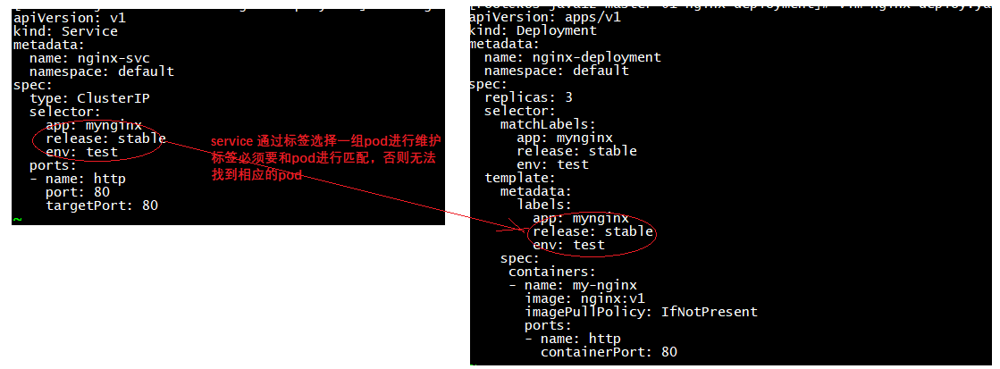 apiVersion: v1
kind: Service
metadata:
  name: nginx-svc
  namespace: default
spec:
  type: ClusterIP
  selector:
    app: mynginx
    release: stable
    env: test
  ports:
  - name: http
    port: 80
    targetPort: 80
~
service 通过标签选择一组pod进行维护
标签必须要和pod进行匹配，否则无法
找到相应的pod
apiVersion: apps/v1
kind: Deployment
metadata:
  name: nginx-deployment
  namespace: default
spec:
  replicas: 3
  selector:
    matchLabels:
      app: mynginx
      release: stable
      env: test
  template:
    metadata:
      labels:
        app: mynginx
        release: stable
        env: test
    spec:
     containers:
     - name: my-nginx
       image: nginx:v1
       imagePullPolicy: IfNotPresent
       ports:
       - name: http
         containerPort: 80